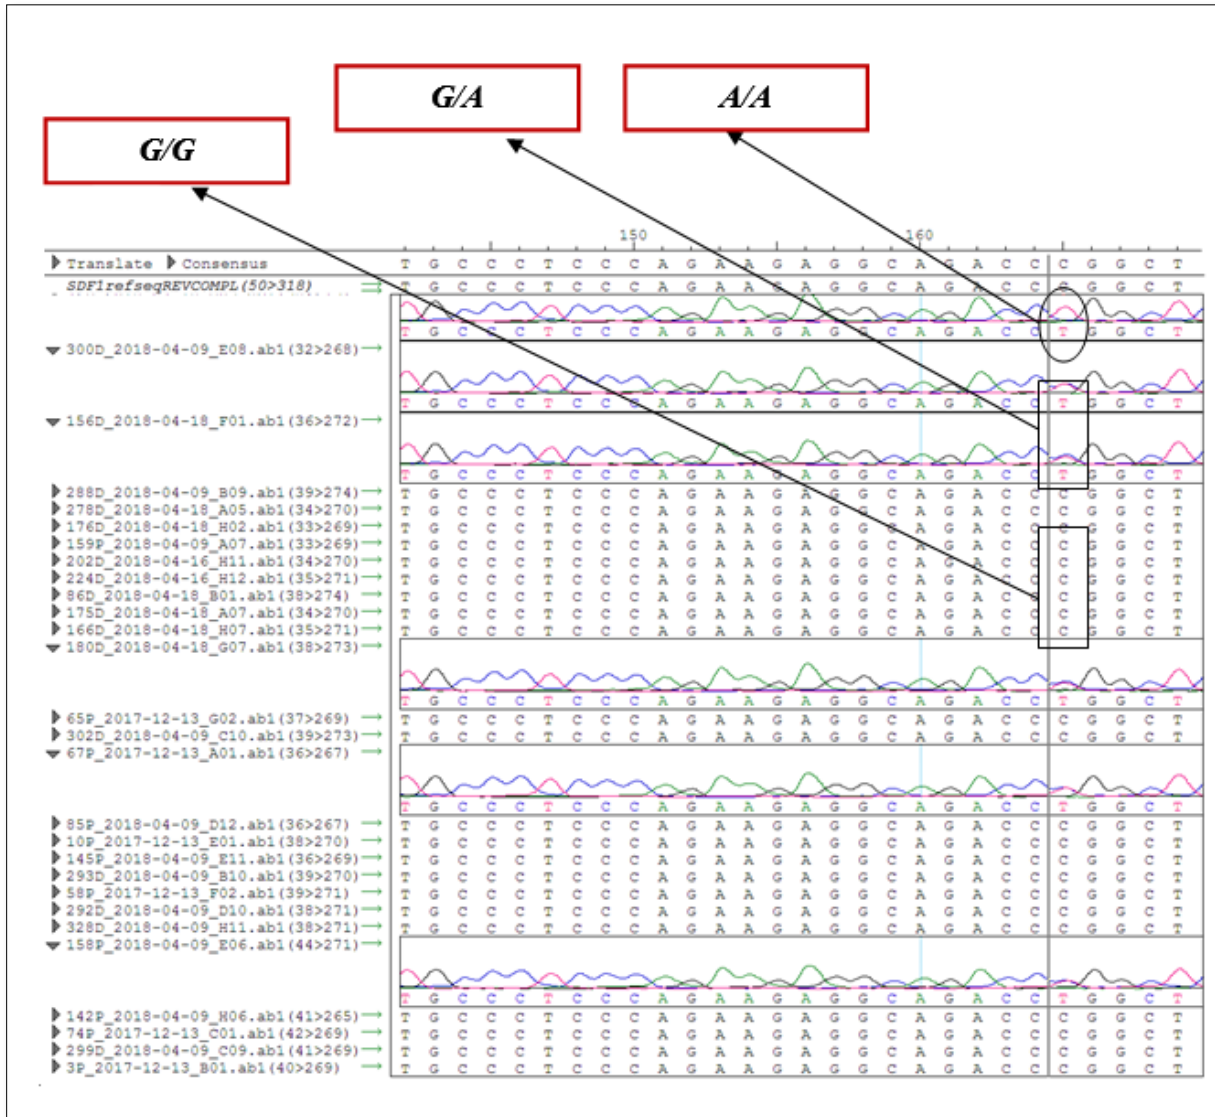 G/A A/A
G/G
150 160
Translate Consensus T G C C C T C C C A G A A G A G G C A G A C C C G G C T
SDF1refseqREVCOMPL(50>318) T G C C C T C C C A G A A G A G G C A G A C C C G G C T
T G C C C T C C C A G A A G A G G C A G A C C T G G C T
300D_2018-04-09_E08.ab1(32>268)
T G C C C T C C C A G A A G A G G C A G A C C T G G C T
156D_2018-04-18_F01.ab1(36>272)
T G C C C T C C C A G A A G A G G C A G A C C T G G C T
288D_2018-04-09_B09.ab1(39>274) T G C C C T C C C A G A A G A G G C A G A C C C G G C T
278D_2018-04-18_A05.ab1(34>270) T G C C C T C C C A G A A G A G G C A G A C C C G G C T
176D_2018-04-18_H02.ab1(33>269) T G C C C T C C C A G A A G A G G C A G A C C C G G C T
159P_2018-04-09_A07.ab1(33>269) T G C C C T C C C A G A A G A G G C A G A C C C G G C T
202D_2018-04-16_H11.ab1(34>270) T G C C C T C C C A G A A G A G G C A G A C C C G G C T
224D_2018-04-16_H12.ab1(35>271) T G C C C T C C C A G A A G A G G C A G A C C C G G C T
86D_2018-04-18_B01.ab1(38>274) T G C C C T C C C A G A A G A G G C A G A C C C G G C T
175D_2018-04-18_A07.ab1(34>270) T G C C C T C C C A G A A G A G G C A G A C C C G G C T
166D_2018-04-18_H07.ab1(35>271) T G C C C T C C C A G A A G A G G C A G A C C C G G C T
180D_2018-04-18_G07.ab1(38>273)
T G C C C T C C C A G A A G A G G C A G A C C T G G C T
65P_2017-12-13_G02.ab1(37>269) T G C C C T C C C A G A A G A G G C A G A C C C G G C T
302D_2018-04-09_C10.ab1(39>273) T G C C C T C C C A G A A G A G G C A G A C C C G G C T
67P_2017-12-13_A01.ab1(36>267)
T G C C C T C C C A G A A G A G G C A G A C C T G G C T
85P_2018-04-09_D12.ab1(36>267) T G C C C T C C C A G A A G A G G C A G A C C C G G C T
10P_2017-12-13_E01.ab1(38>270) T G C C C T C C C A G A A G A G G C A G A C C C G G C T
145P_2018-04-09_E11.ab1(36>269) T G C C C T C C C A G A A G A G G C A G A C C C G G C T
293D_2018-04-09_B10.ab1(39>270) T G C C C T C C C A G A A G A G G C A G A C C C G G C T
58P_2017-12-13_F02.ab1(39>271) T G C C C T C C C A G A A G A G G C A G A C C C G G C T
292D_2018-04-09_D10.ab1(38>271) T G C C C T C C C A G A A G A G G C A G A C C C G G C T
328D_2018-04-09_H11.ab1(38>271) T G C C C T C C C A G A A G A G G C A G A C C C G G C T
158P_2018-04-09_E06.ab1(44>271)
T G C C C T C C C A G A A G A G G C A G A C C T G G C T
142P_2018-04-09_H06.ab1(41>265) T G C C C T C C C A G A A G A G G C A G A C C C G G C T
74P_2017-12-13_C01.ab1(42>269) T G C C C T C C C A G A A G A G G C A G A C C C G G C T
299D_2018-04-09_C09.ab1(41>269) T G C C C T C C C A G A A G A G G C A G A C C C G G C T
3P_2017-12-13_B01.ab1(40>269) T G C C C T C C C A G A A G A G G C A G A C C C G G C T